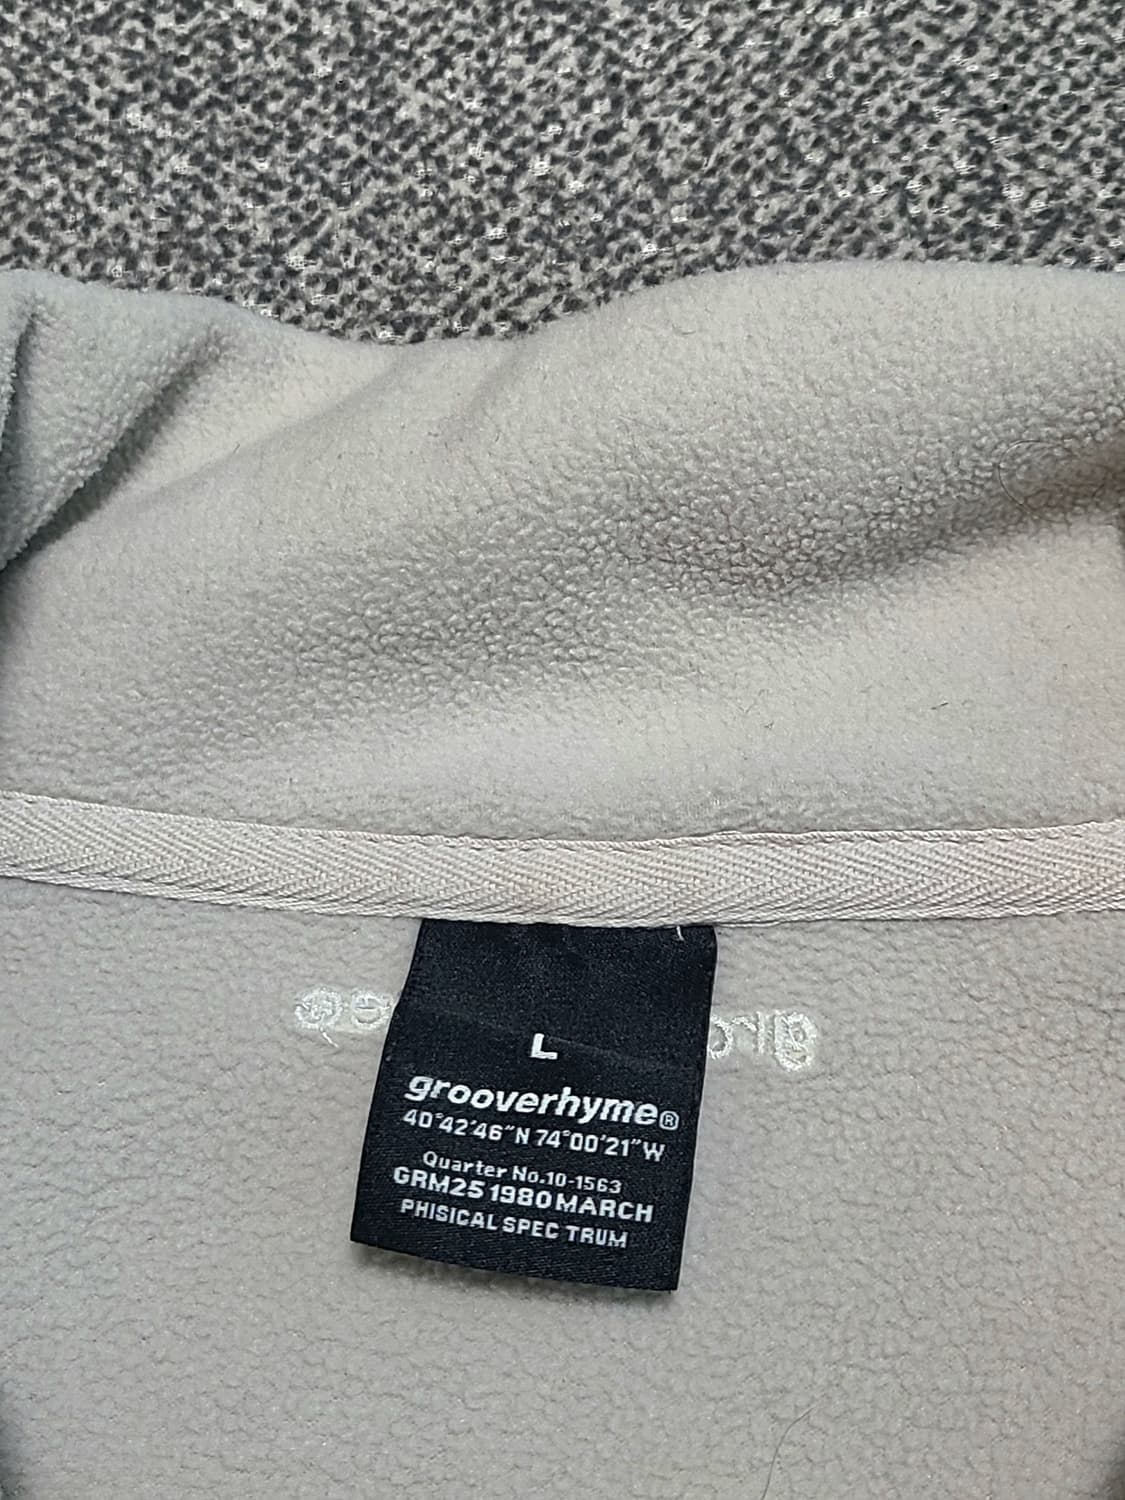 L
grooverhyme®
40°42'46"N 74°00'21"W
Quarter No.10-1563
GRM25 1980 MARCH
PHISICAL SPEC TRUM